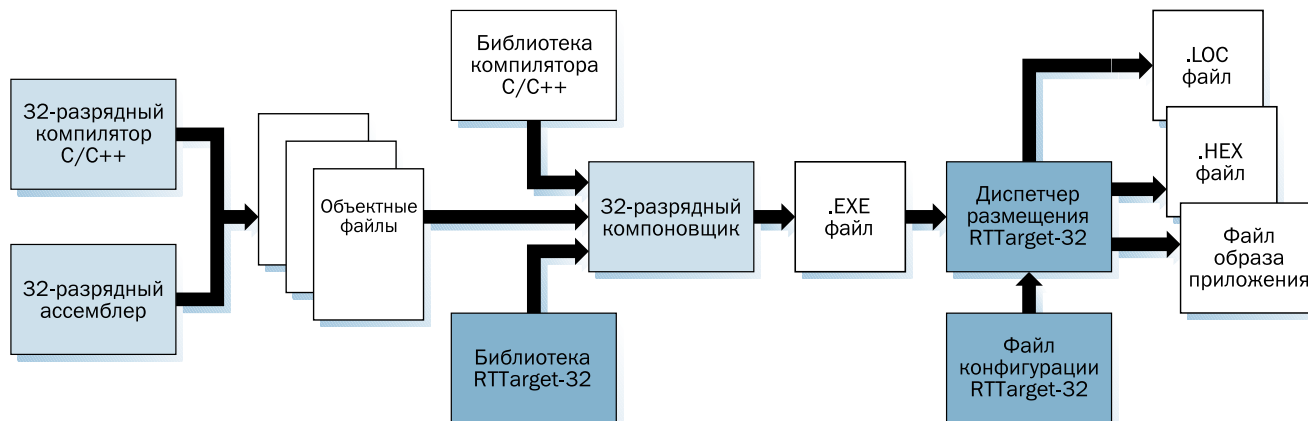 32-разрядный
компилятор
C/C++
32-разрядный
ассемблер
Объектные
файлы
Библиотека
компилятора
C/C++
Библиотека
RTTarget-32
32-разрядный
компоновщик
.EXE
файл
Диспетчер
размещения
RTTarget-32
Файл
конфигурации
RTTarget-32
.LOC
файл
.HEX
файл
Файл
образа
приложения